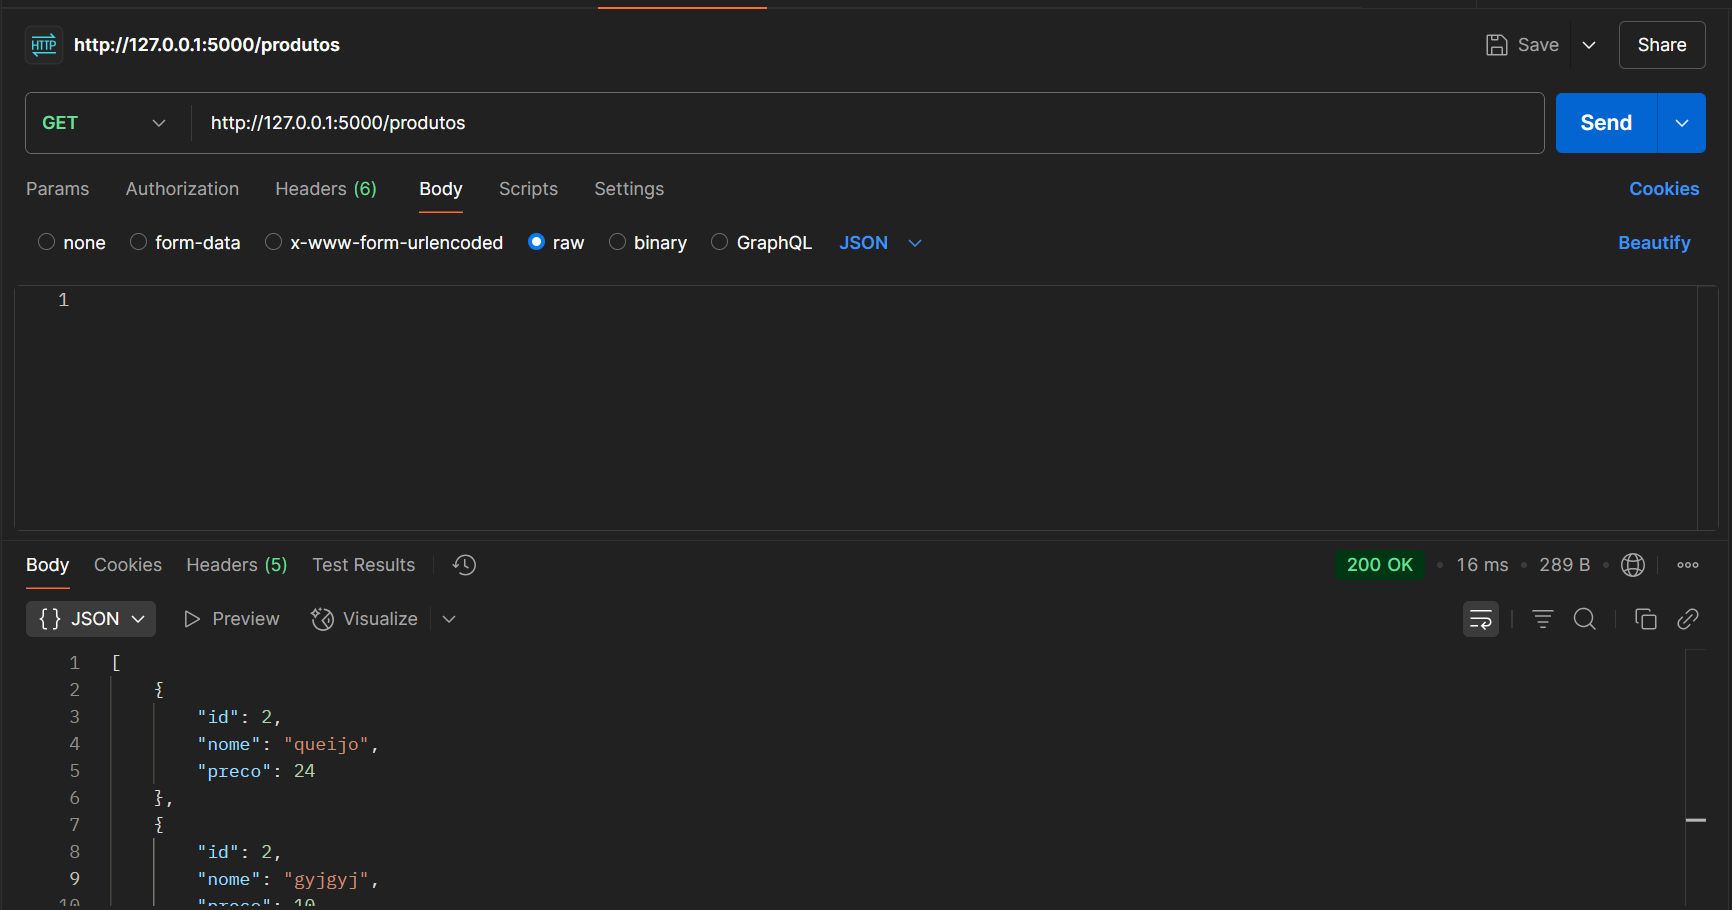 HTTP http://127.0.0.1:5000/produtos Save Share
GET http://127.0.0.1:5000/produtos Send
Params Authorization Headers (6) Body Scripts Settings Cookies
none form-data x-www-form-urlencoded raw binary GraphQL JSON Beautify
1
Body Cookies Headers (5) Test Results 200 OK • 16 ms • 289 B •
{} JSON Preview Visualize
1 [
2 {
3 "id": 2,
4 "nome": "queijo",
5 "preco": 24
6 },
7 {
8 "id": 2,
9 "nome": "gyjgyj",
10 "preco": 10